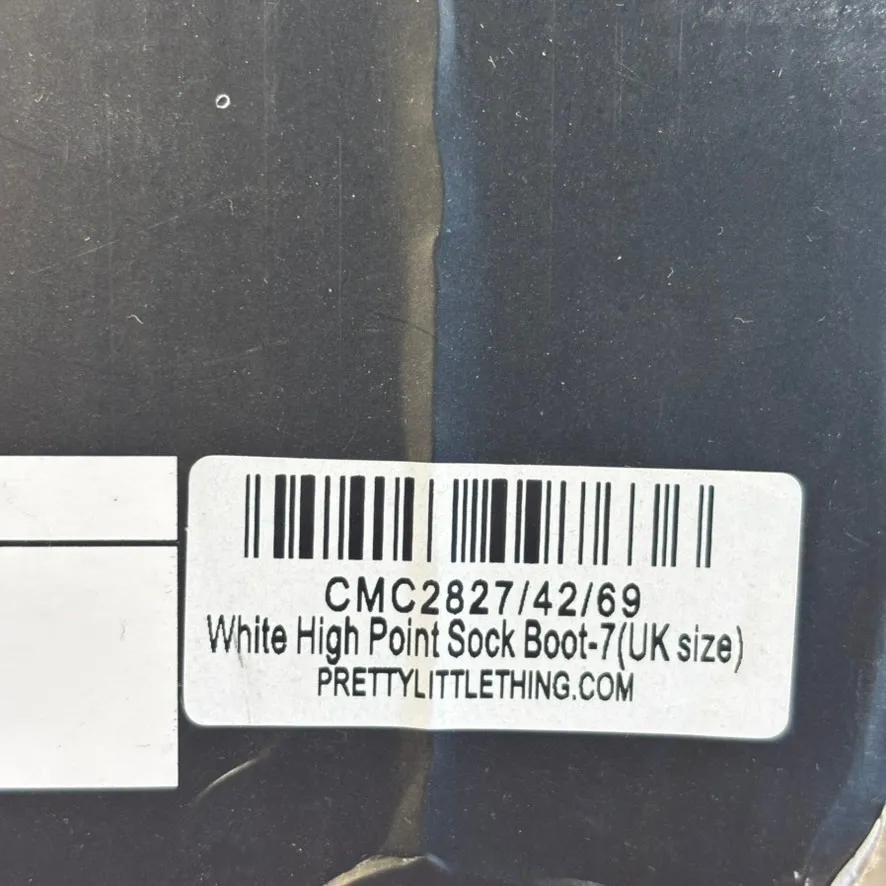 CMC2827/42/69
White High Point Sock Boot-7(UK size)
PRETTYLITTLETHING.COM